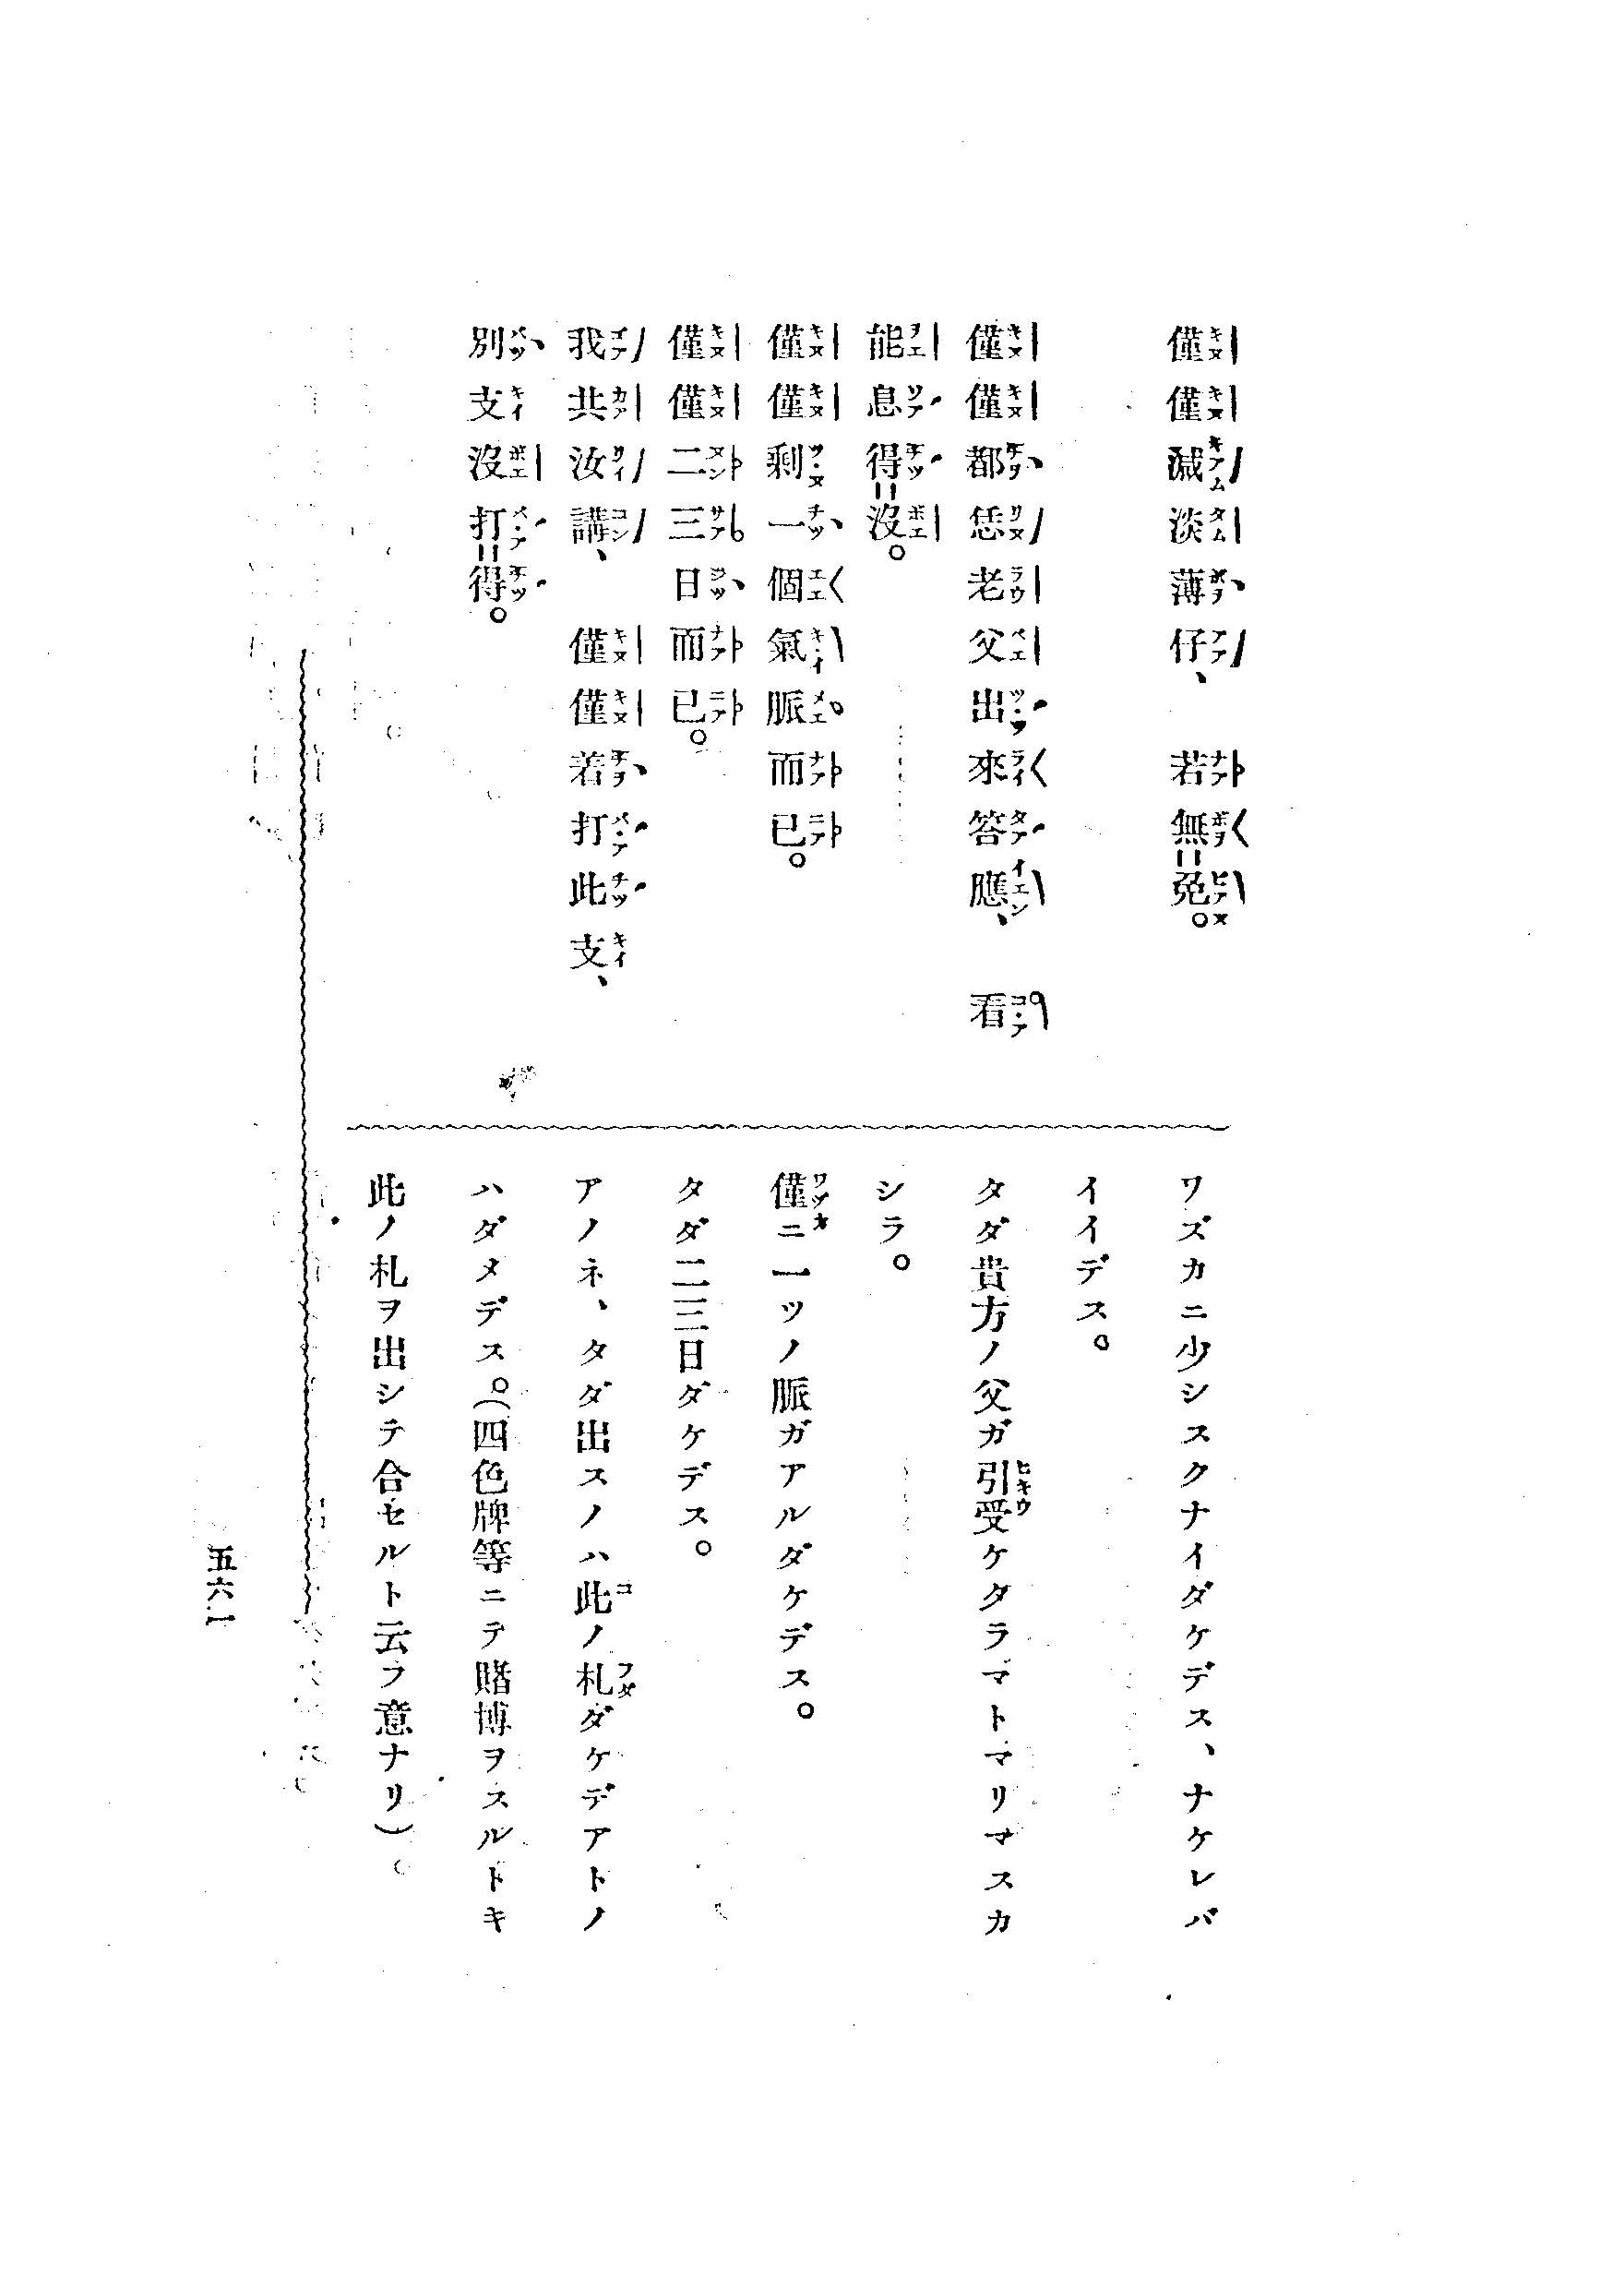 僅僅減淡薄仔、若無=免。
僅僅都恁老父出來答應、看
能息得=沒。
僅僅剩一個氣脈而已。
僅僅二三日而已。
我共汝講、僅僅着打此支、
別支沒打=得。
ワズカニ少シスクナイダケデス、ナケレバ
イイデス。
タダ貴方ノ父ガ引受ケタラマトマリマスカ
シラ。
僅ニ一ツノ脈ガアルダケデス。
タダ二三日ダケデス。
アノネ、タダ出スノハ此ノ札ダケデアトノ
ハダメデス。(四色牌等ニテ賭博ヲスルトキ
此ノ札ヲ出シテ合セルト云フ意ナリ)。
五六一